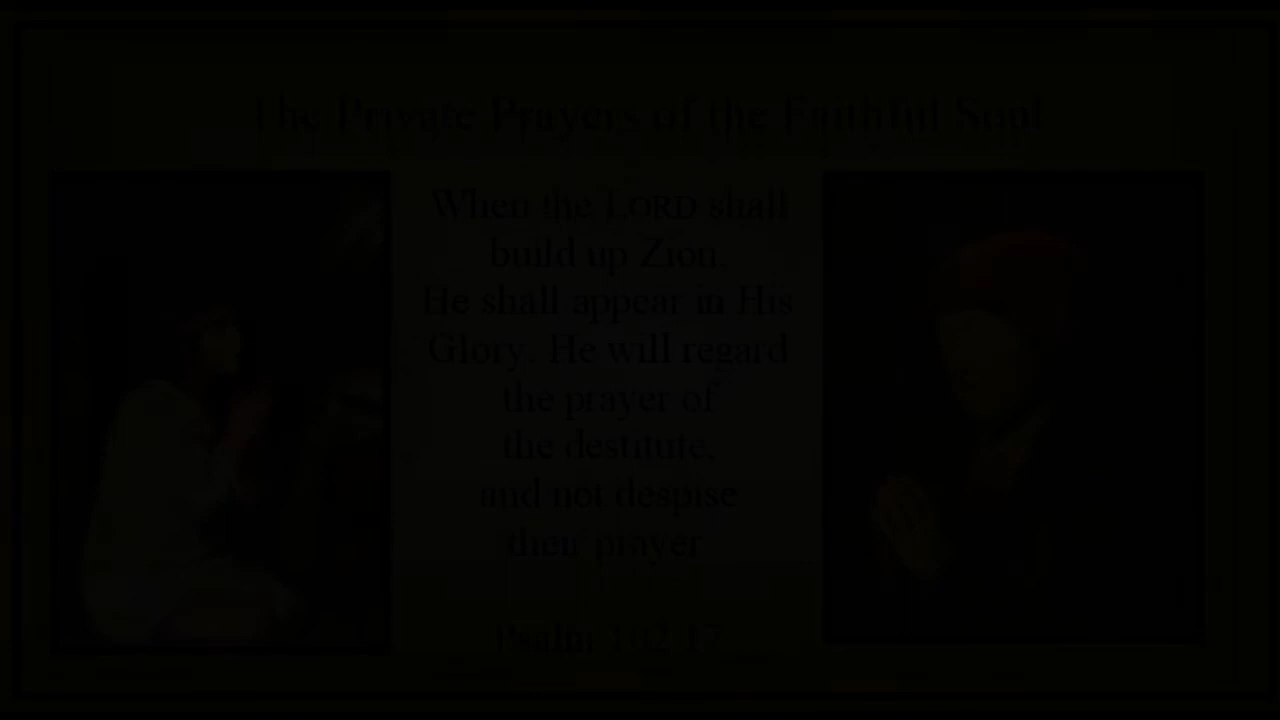 The Private Prayers of the Faithful Soul
When the LORD shall
build up Zion,
He shall appear in His
Glory. He will regard
the prayer of
the destitute,
and not despise
their prayer
Psalm 102 17